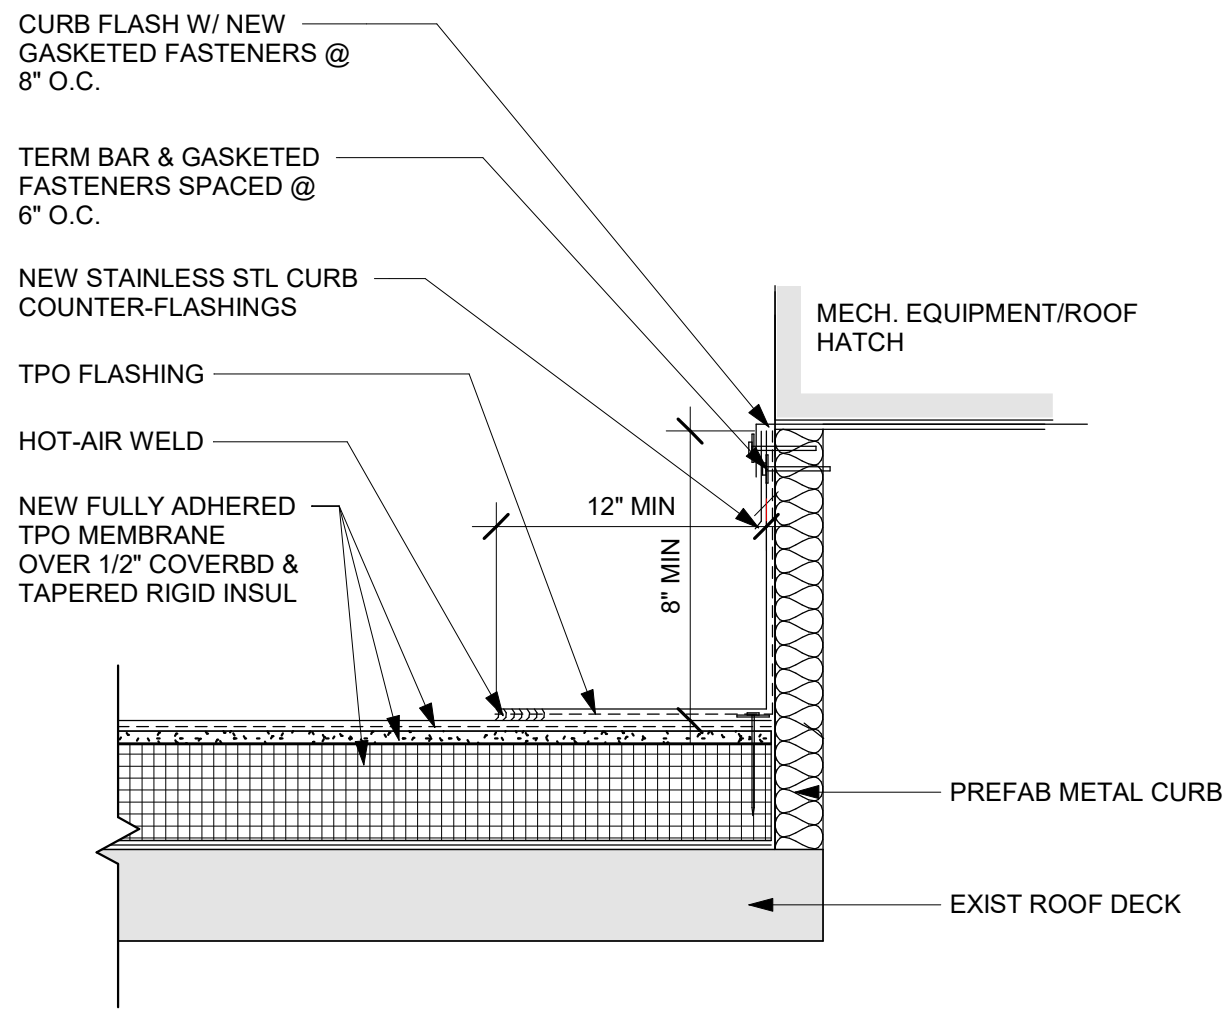 CURB FLASH W/ NEW
GASKETED FASTENERS @
8" O.C.
TERM BAR & GASKETED
FASTENERS SPACED @
6" O.C.
NEW STAINLESS STL CURB
COUNTER-FLASHINGS
TPO FLASHING
HOT-AIR WELD
NEW FULLY ADHERED
TPO MEMBRANE
OVER 1/2" COVERBD &
TAPERED RIGID INSUL
MECH. EQUIPMENT/ROOF
HATCH
12" MIN
8" MIN
PREFAB METAL CURB
EXIST ROOF DECK